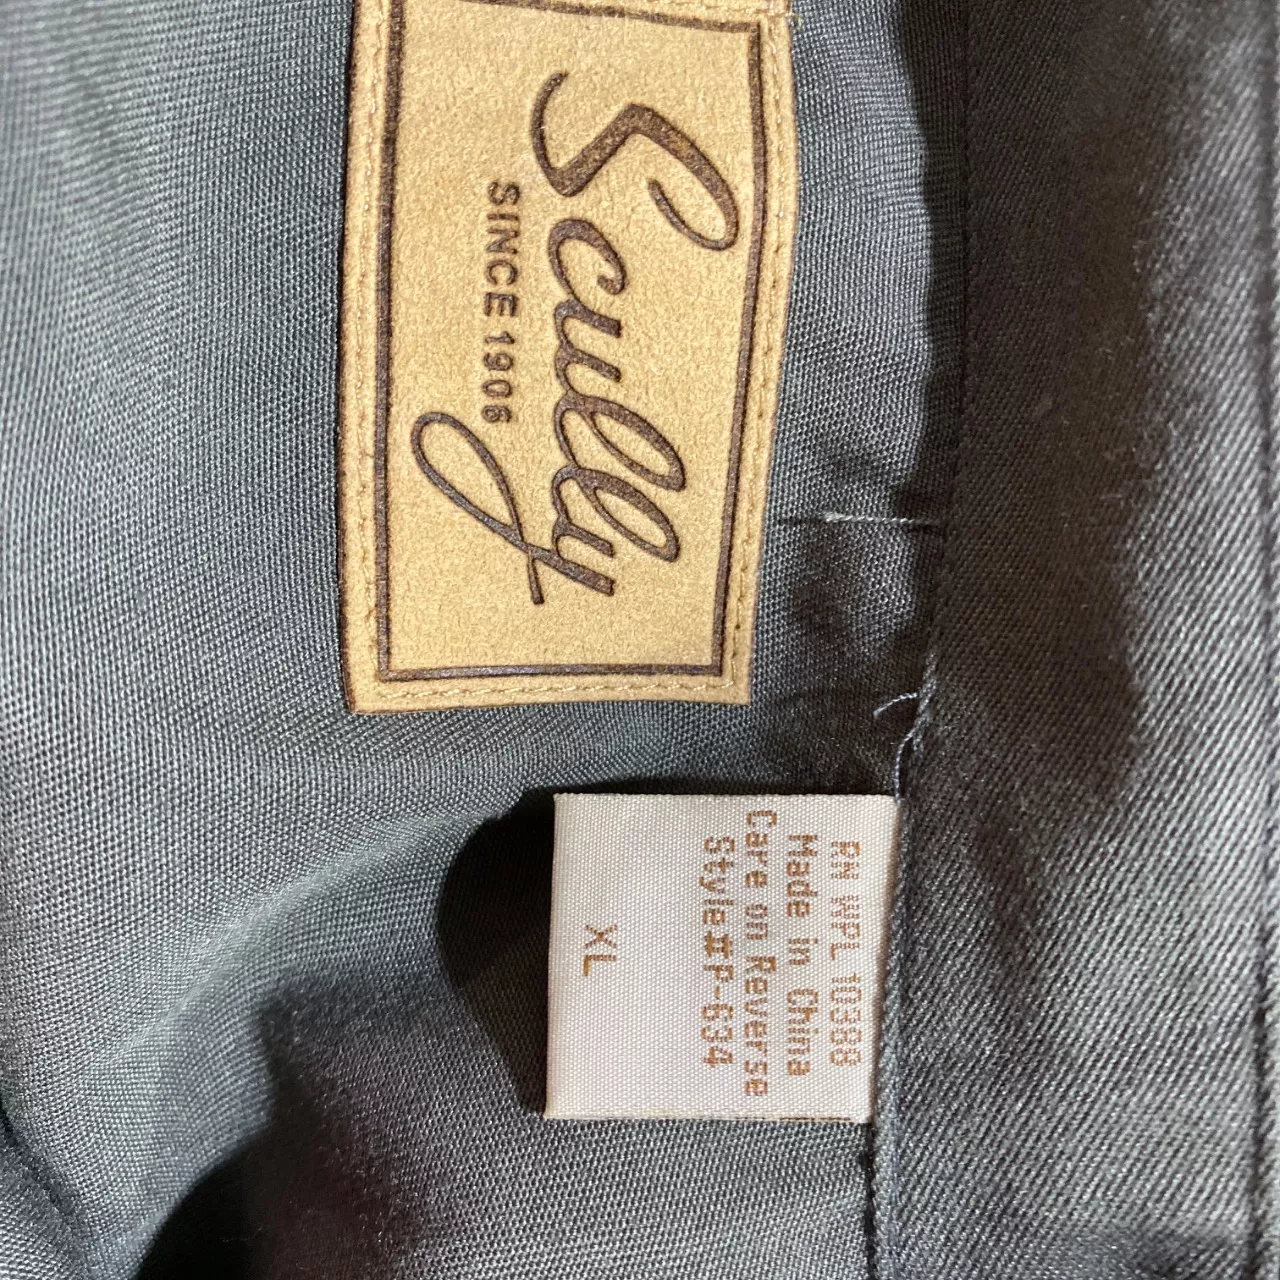 Scully
SINCE 1906
RN WPL 10388
Made in China
Care on Reverse
Style#P-634
XL